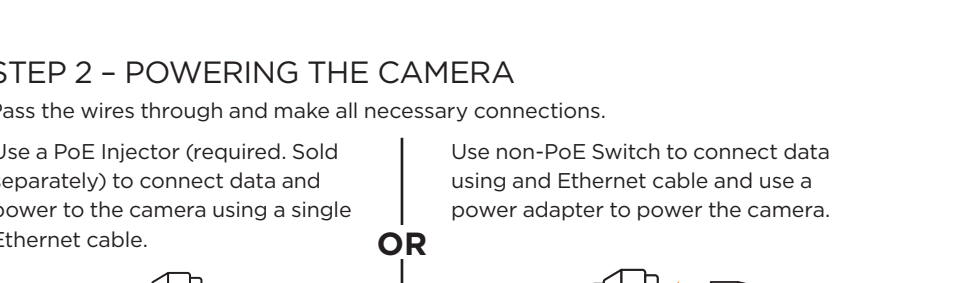 STEP 2 – POWERING THE CAMERA
Pass the wires through and make all necessary connections.
Use a PoE Injector (required. Sold
separately) to connect data and
power to the camera using a single
Ethernet cable.
OR
Use non-PoE Switch to connect data
using and Ethernet cable and use a
power adapter to power the camera.